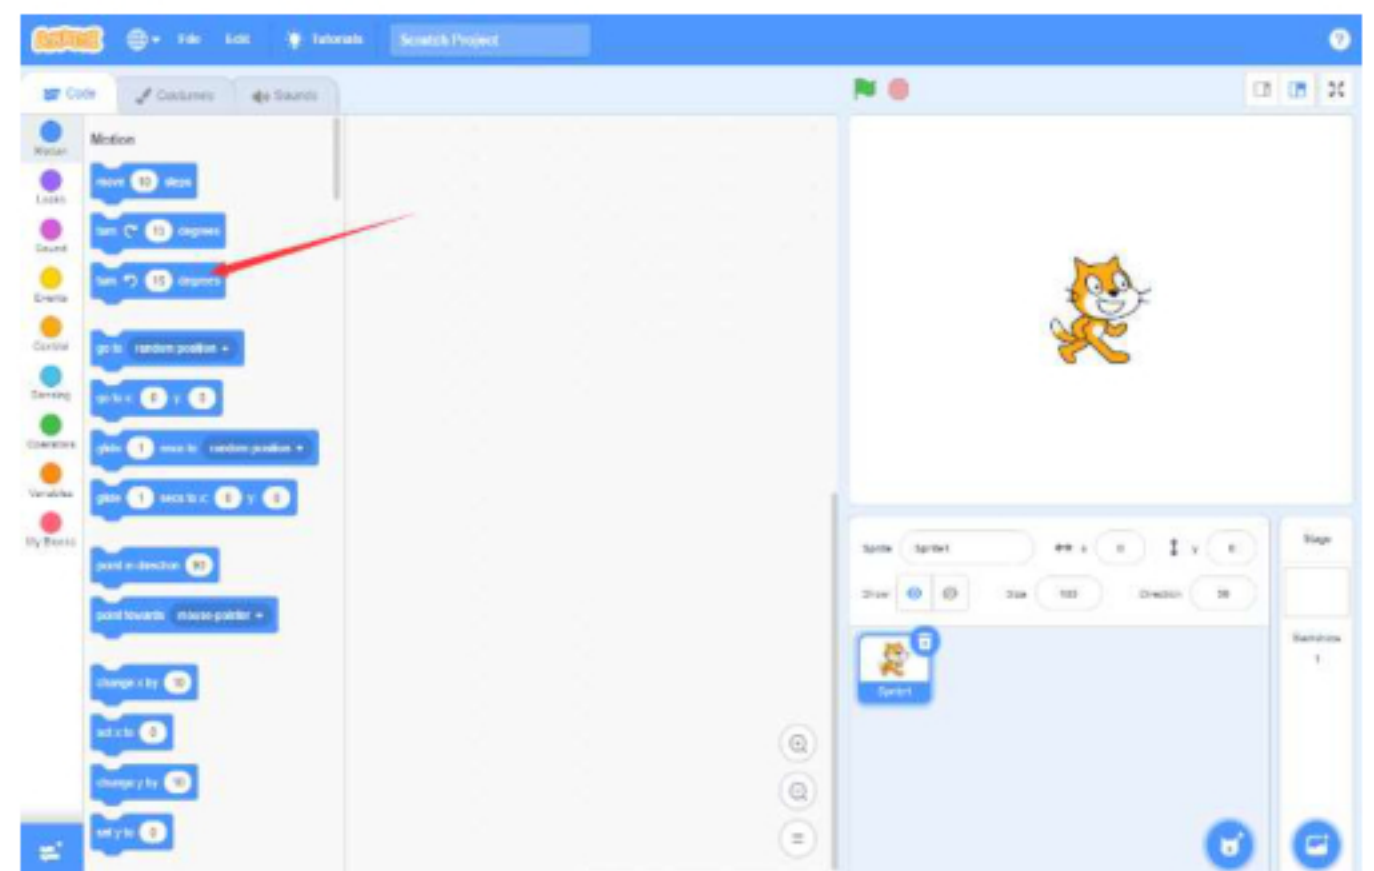 SCRATCH
File Edit Tutorials Scratch Project
Code Costumes Sounds
Motion
Looks
Sound
Events
Control
Sensing
Operators
Variables
My Blocks
Motion
move 10 steps
turn 15 degrees
turn 15 degrees
go to random position
go to x: 0 y: 0
glide 1 secs to random position
glide 1 secs to x: 0 y: 0
point in direction 90
point towards mouse-pointer
change x by 10
set x to 0
change y by 10
set y to 0
Sprite Sprite1 x 0 y 0
Show Size 100 Direction 90
Sprite1
Stage
Backdrops
1